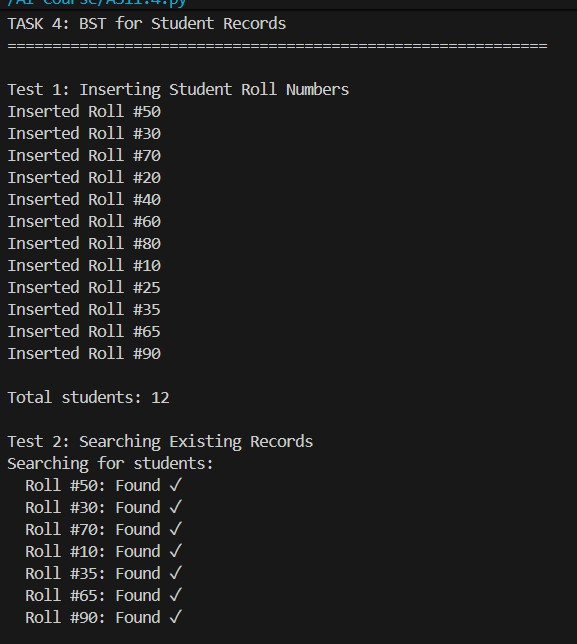 /AI Course/ASI1.4.py
TASK 4: BST for Student Records
============================================================
Test 1: Inserting Student Roll Numbers
Inserted Roll #50
Inserted Roll #30
Inserted Roll #70
Inserted Roll #20
Inserted Roll #40
Inserted Roll #60
Inserted Roll #80
Inserted Roll #10
Inserted Roll #25
Inserted Roll #35
Inserted Roll #65
Inserted Roll #90
Total students: 12
Test 2: Searching Existing Records
Searching for students:
Roll #50: Found ✓
Roll #30: Found ✓
Roll #70: Found ✓
Roll #10: Found ✓
Roll #35: Found ✓
Roll #65: Found ✓
Roll #90: Found ✓